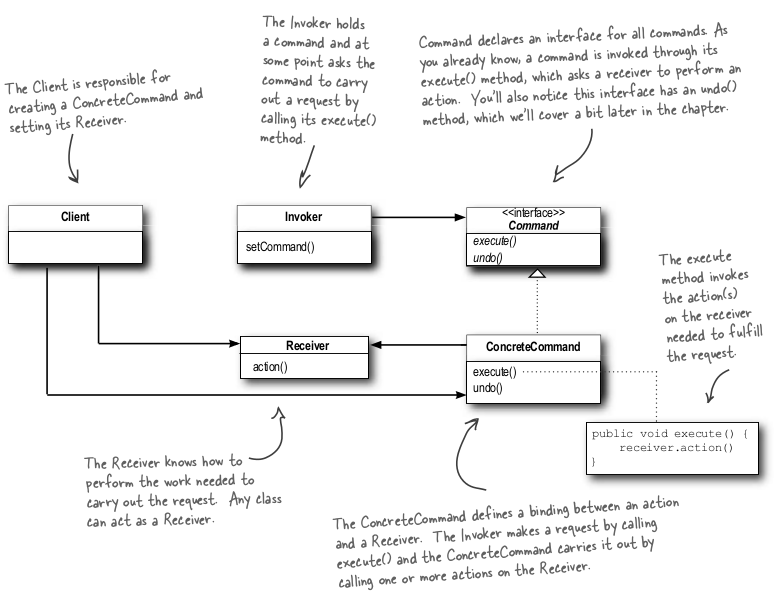 The Client is responsible for
creating a ConcreteCommand and
setting its Receiver.
The Invoker holds
a command and at
some point asks the
command to carry
out a request by
calling its execute()
method.
Command declares an interface for all commands. As
you already know, a command is invoked through its
execute() method, which asks a receiver to perform an
action. You'll also notice this interface has an undo()
method, which we'll cover a bit later in the chapter.
Client
Invoker
setCommand()
<<interface>>
Command
execute()
undo()
The execute
method invokes
the action(s)
on the receiver
needed to fulfill
the request.
Receiver
action()
ConcreteCommand
execute()
undo()
public void execute() {
receiver.action()
}
The Receiver knows how to
perform the work needed to
carry out the request. Any class
can act as a Receiver.
The ConcreteCommand defines a binding between an action
and a Receiver. The Invoker makes a request by calling
execute() and the ConcreteCommand carries it out by
calling one or more actions on the Receiver.